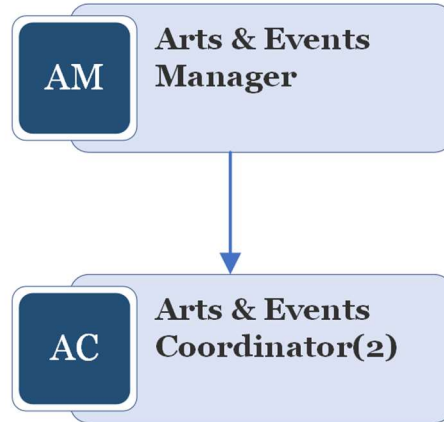 AM
Arts & Events
Manager
AC
Arts & Events
Coordinator(2)